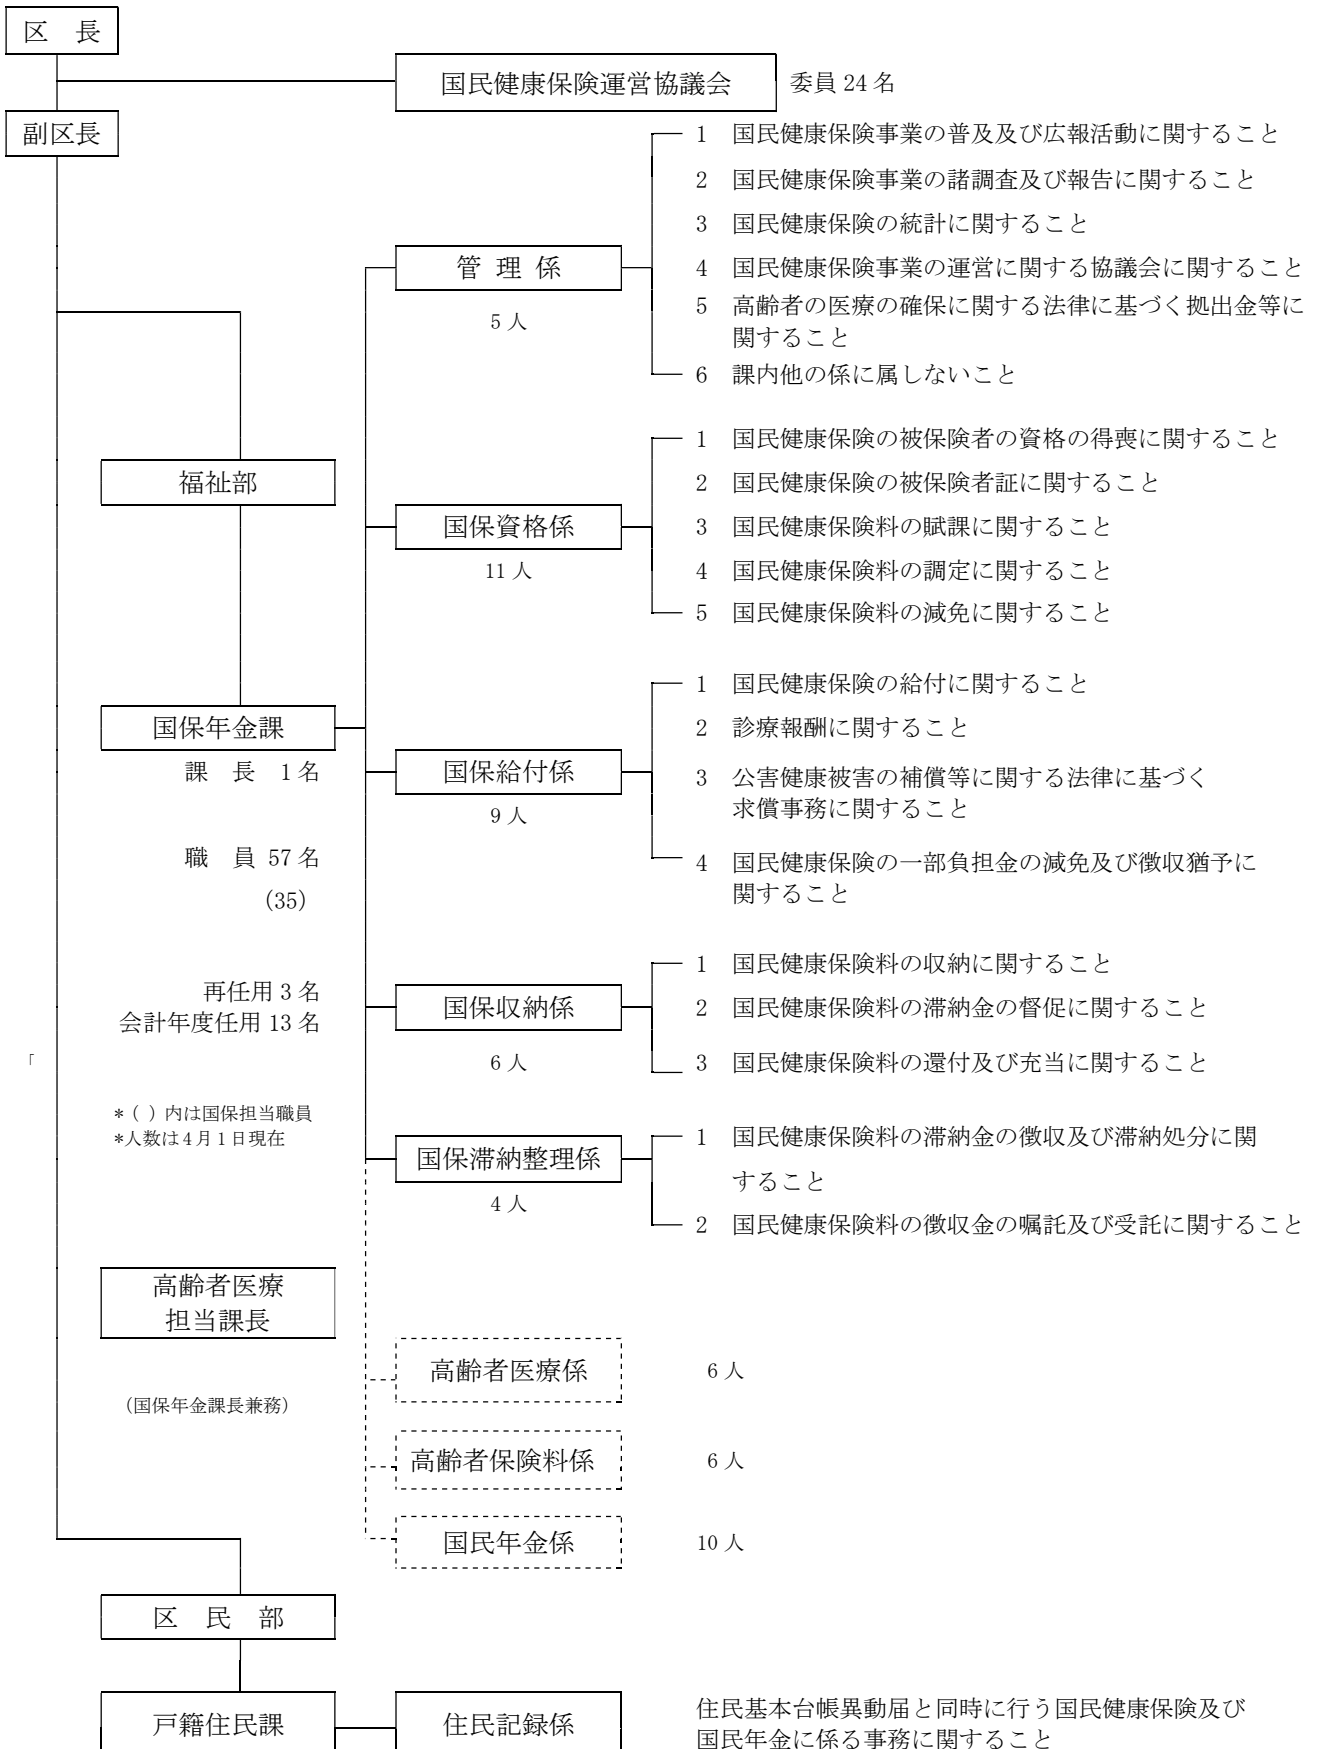 区　長
国民健康保険運営協議会　委員 24 名
副区長
1　国民健康保険事業の普及及び広報活動に関すること
2　国民健康保険事業の諸調査及び報告に関すること
3　国民健康保険の統計に関すること
管 理 係
4　国民健康保険事業の運営に関する協議会に関すること
5 人
5　高齢者の医療の確保に関する法律に基づく拠出金等に
関すること
6　課内他の係に属しないこと
福祉部
国保資格係
11 人
1　国民健康保険の被保険者の資格の得喪に関すること
2　国民健康保険の被保険者証に関すること
3　国民健康保険料の賦課に関すること
4　国民健康保険料の調定に関すること
5　国民健康保険料の減免に関すること
国保年金課
課　長　1 名
職　員 57 名
(35)
再任用 3 名
会計年度任用 13 名
「
*（ ）内は国保担当職員
*人数は 4 月 1 日現在
国保給付係
9 人
1　国民健康保険の給付に関すること
2　診療報酬に関すること
3　公害健康被害の補償等に関する法律に基づく
求償事務に関すること
4　国民健康保険の一部負担金の減免及び徴収猶予に
関すること
国保収納係
6 人
1　国民健康保険料の収納に関すること
2　国民健康保険料の滞納金の督促に関すること
3　国民健康保険料の還付及び充当に関すること
国保滞納整理係
4 人
1　国民健康保険料の滞納金の徴収及び滞納処分に関
すること
2　国民健康保険料の徴収金の嘱託及び受託に関すること
高齢者医療
担当課長
(国保年金課長兼務)
高齢者医療係　6 人
高齢者保険料係　6 人
国民年金係　10 人
区　民　部
戸籍住民課
住民記録係
住民基本台帳異動届と同時に行う国民健康保険及び
国民年金に係る事務に関すること